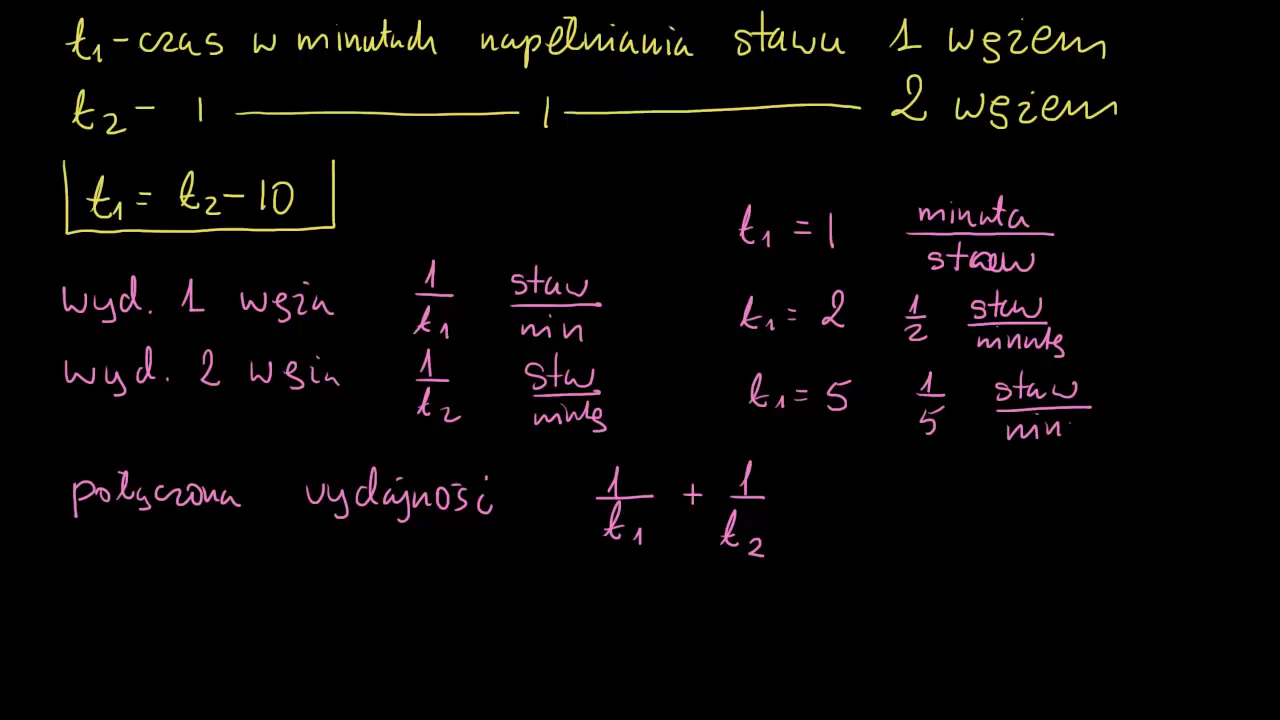 t₁ - czas w minutach napełniania stawu 1 wężem
t₂ - 1 ——— 1 ——— 2 wężem
t₁ = t₂ - 10
t₁ = 1 minuta/staw
wyd. 1 węża 1/t₁ staw/min
t₁ = 2 1/2 staw/minutę
wyd. 2 węża 1/t₂ staw/minutę
t₁ = 5 1/5 staw/min
połączona wydajność 1/t₁ + 1/t₂